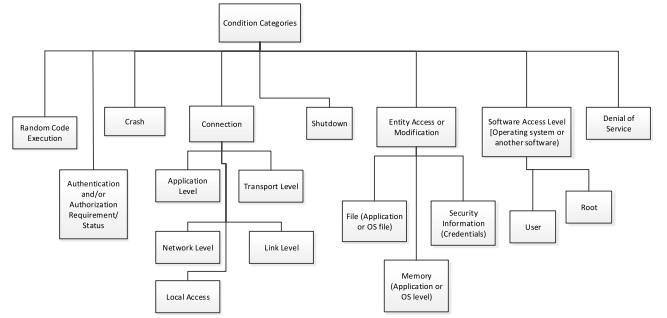 Condition Categories
Random Code
Execution
Authentication
and/or
Authorization
Requirement/
Status
Crash
Connection
Shutdown
Entity Access or
Modification
Software Access Level
[Operating system or
another software)
Denial of
Service
Application
Level
Transport Level
Network Level
Link Level
Local Access
File (Application
or OS file)
Security
Information
(Credentials)
Memory
(Application or
OS level)
User
Root